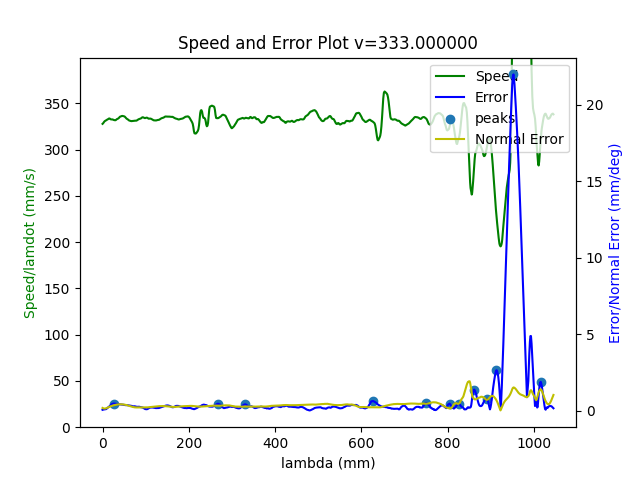 Speed and Error Plot v=333.000000
Speed/lamdot (mm/s)
350
300
250
200
150
100
50
0
Speed
Error
peaks
Normal Error
20
15
10
5
0
Error/Normal Error (mm/deg)
0 200 400 600 800 1000
lambda (mm)